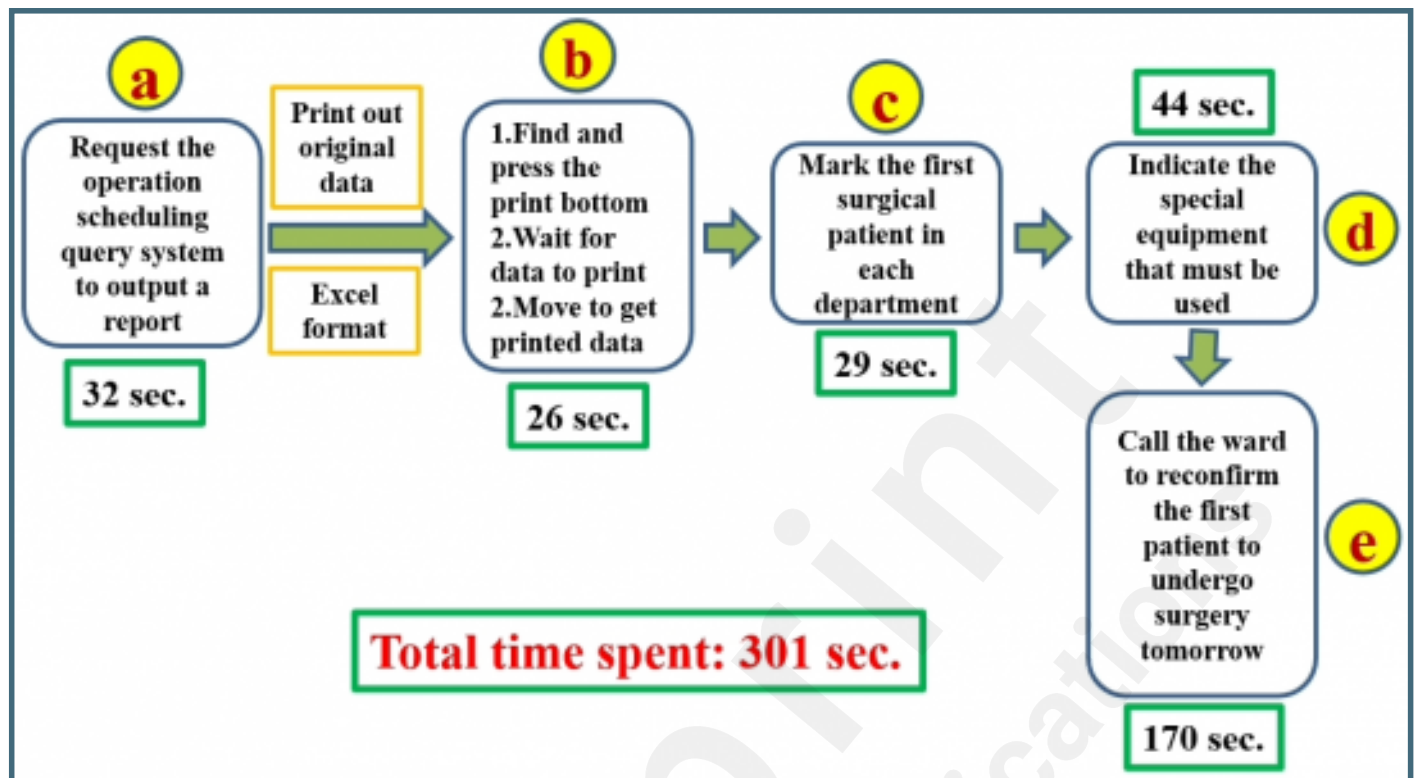 a
Request the
operation
scheduling
query system
to output a
report
32 sec.
Print out
original
data
Excel
format
b
1.Find and
press the
print bottom
2.Wait for
data to print
2.Move to get
printed data
26 sec.
c
Mark the first
surgical
patient in
each
department
29 sec.
44 sec.
Indicate the
special
equipment
that must be
used
d
Call the ward
to reconfirm
the first
patient to
undergo
surgery
tomorrow
e
170 sec.
Total time spent: 301 sec.